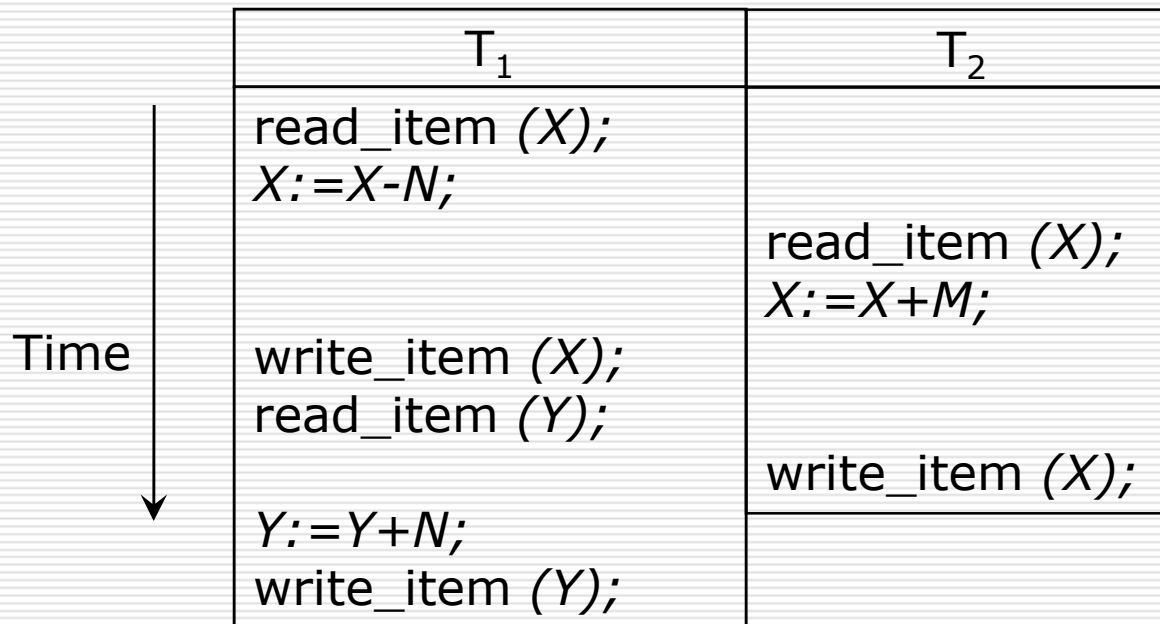 T₁ T₂
read_item (X);
X:=X-N;
read_item (X);
X:=X+M;
Time
write_item (X);
read_item (Y);
write_item (X);
Y:=Y+N;
write_item (Y);